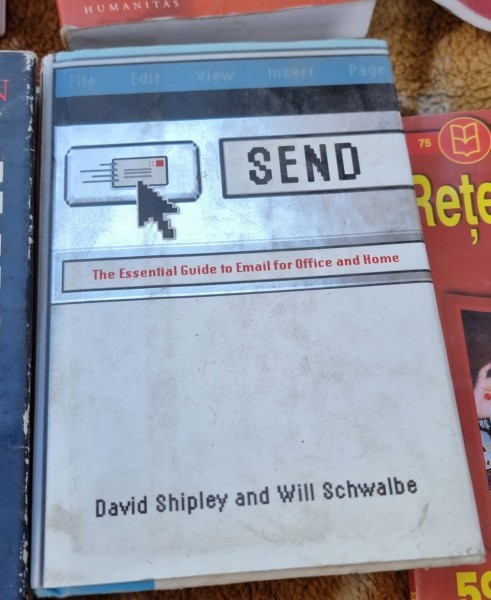 HUMANITAS
File Edit View Insert Page
SEND
The Essential Guide to Email for Office and Home
David Shipley and Will Schwalbe
N
75
Rețe
59